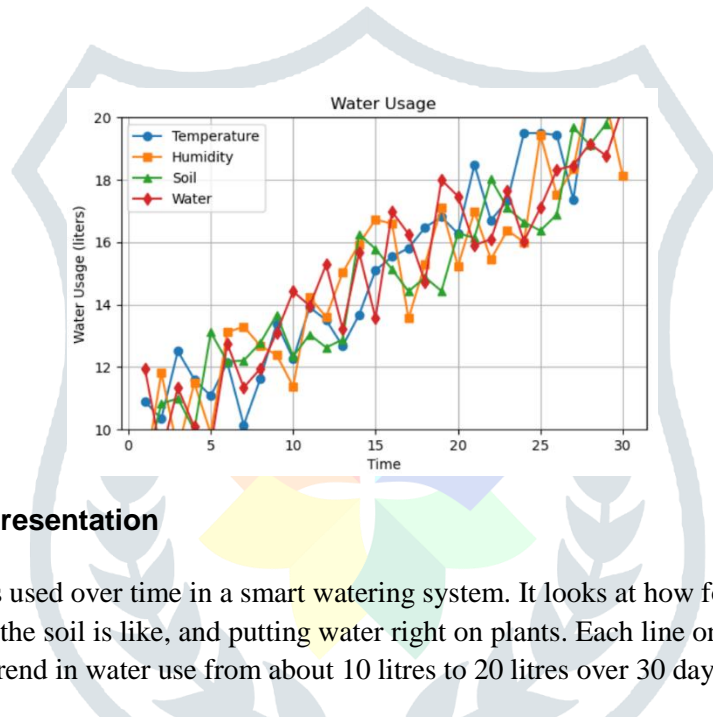 Water Usage
Temperature
Humidity
Soil
Water
Water Usage (liters)
20
18
16
14
12
10
0 5 10 15 20 25 30
Time
resentation
s used over time in a smart watering system. It looks at how f
the soil is like, and putting water right on plants. Each line o
rend in water use from about 10 litres to 20 litres over 30 day